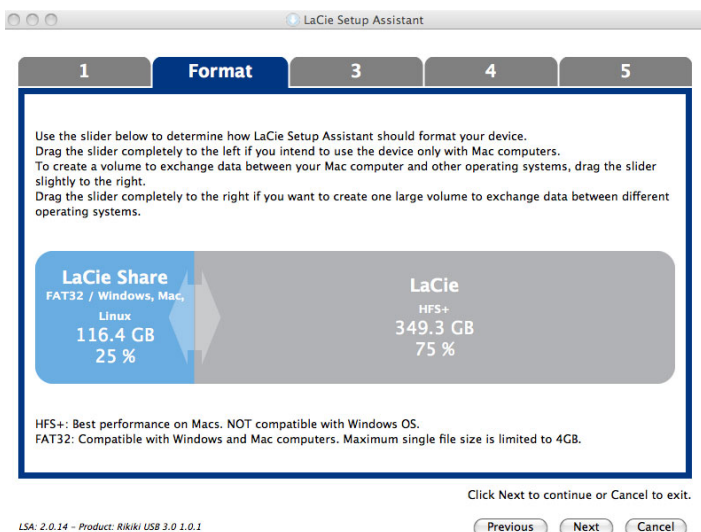 LaCie Setup Assistant
1 Format 3 4 5
Use the slider below to determine how LaCie Setup Assistant should format your device.
Drag the slider completely to the left if you intend to use the device only with Mac computers.
To create a volume to exchange data between your Mac computer and other operating systems, drag the slider
slightly to the right.
Drag the slider completely to the right if you want to create one large volume to exchange data between different
operating systems.
LaCie Share
FAT32 / Windows, Mac,
Linux
116.4 GB
25 %
LaCie
HFS+
349.3 GB
75 %
HFS+: Best performance on Macs. NOT compatible with Windows OS.
FAT32: Compatible with Windows and Mac computers. Maximum single file size is limited to 4GB.
Click Next to continue or Cancel to exit.
LSA: 2.0.14 – Product: Rikiki USB 3.0 1.0.1
Previous Next Cancel